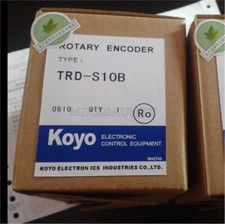 ROTARY ENCODER
TYPE:
TRD-S10B
0810 QTY 1
Ro
Koyo ELECTRONIC
CONTROL EQUIPMENT
KOYO ELECTRONICS INDUSTRIES CO., LTD.